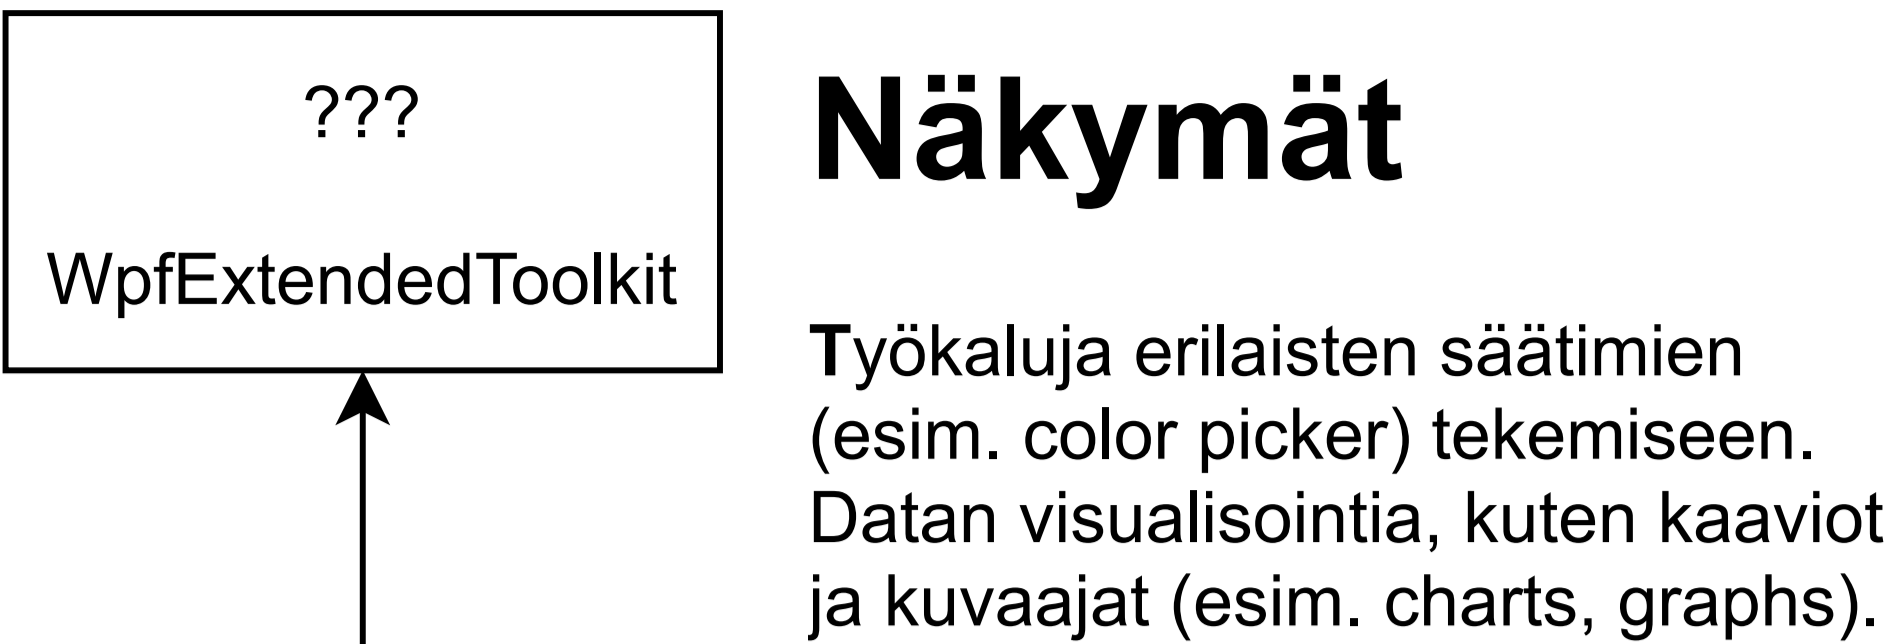 ???
WpfExtendedToolkit
Näkymät
Työkaluja erilaisten säätimien
(esim. color picker) tekemiseen.
Datan visualisointia, kuten kaaviot
ja kuvaajat (esim. charts, graphs).